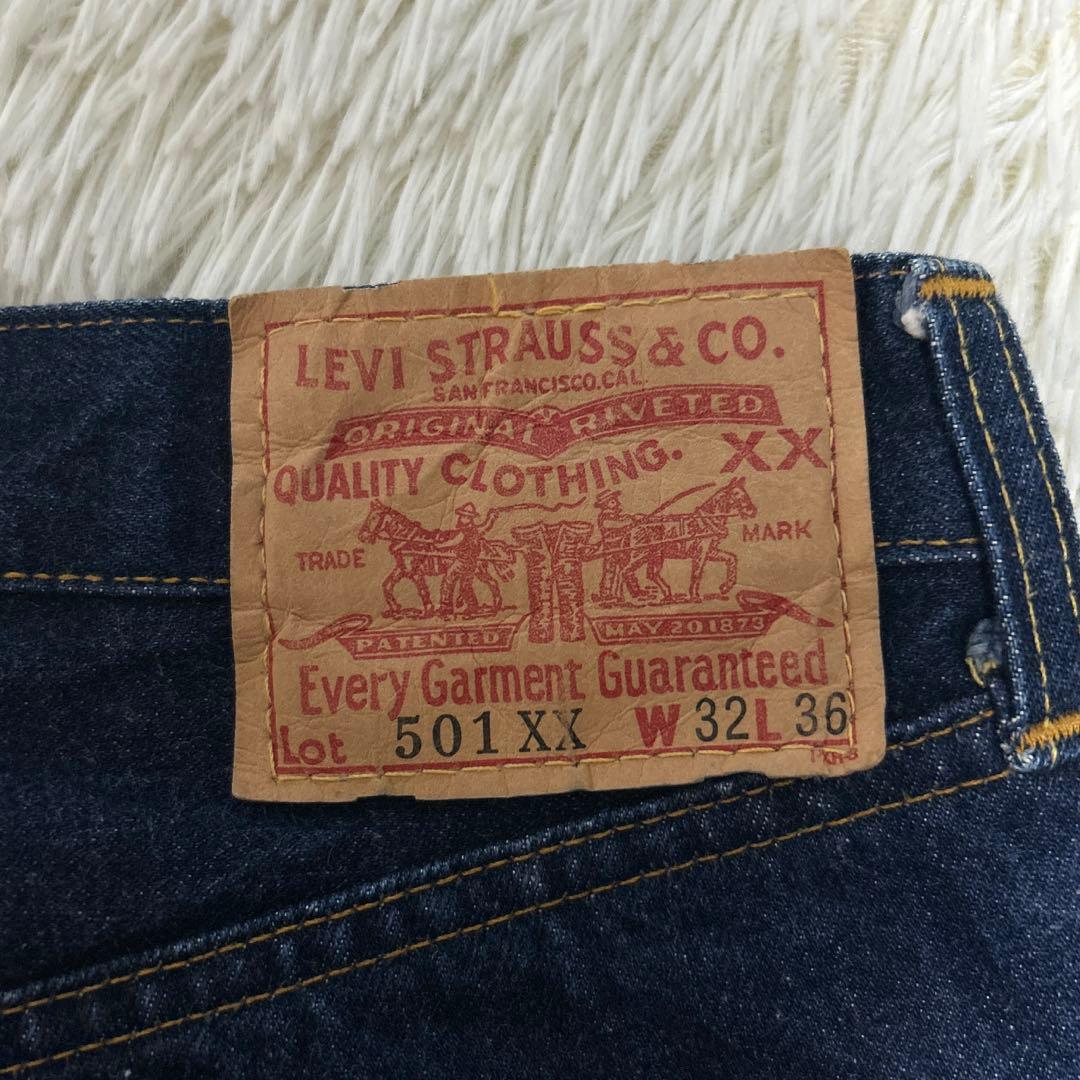 LEVI STRAUSS & CO.
SAN FRANCISCO, CAL.
ORIGINAL RIVETED
QUALITY CLOTHING. XX
TRADE MARK
PATENTED MAY 20 1873
Every Garment Guaranteed
Lot 501 XX W 32 L 36